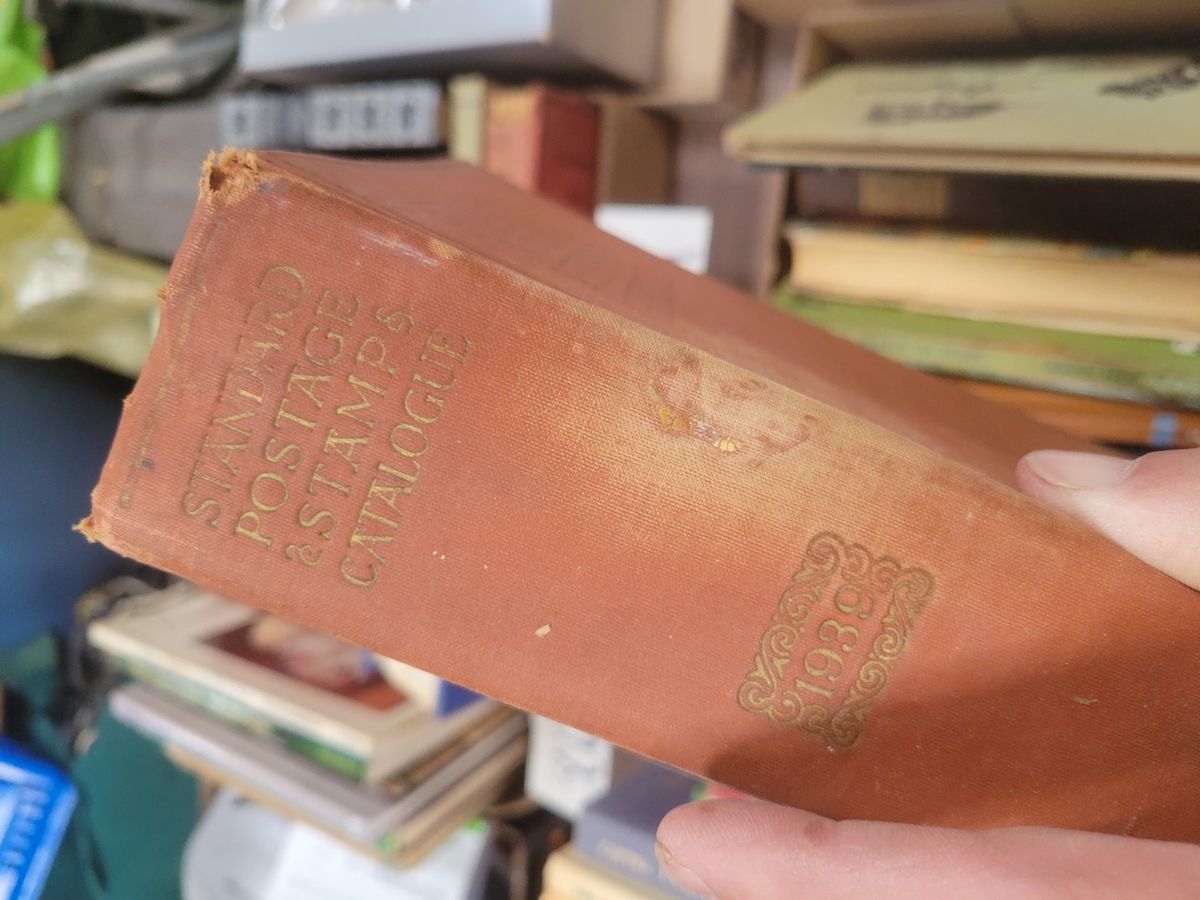 STANDARD
POSTAGE
& STAMP &
CATALOGUE
1939